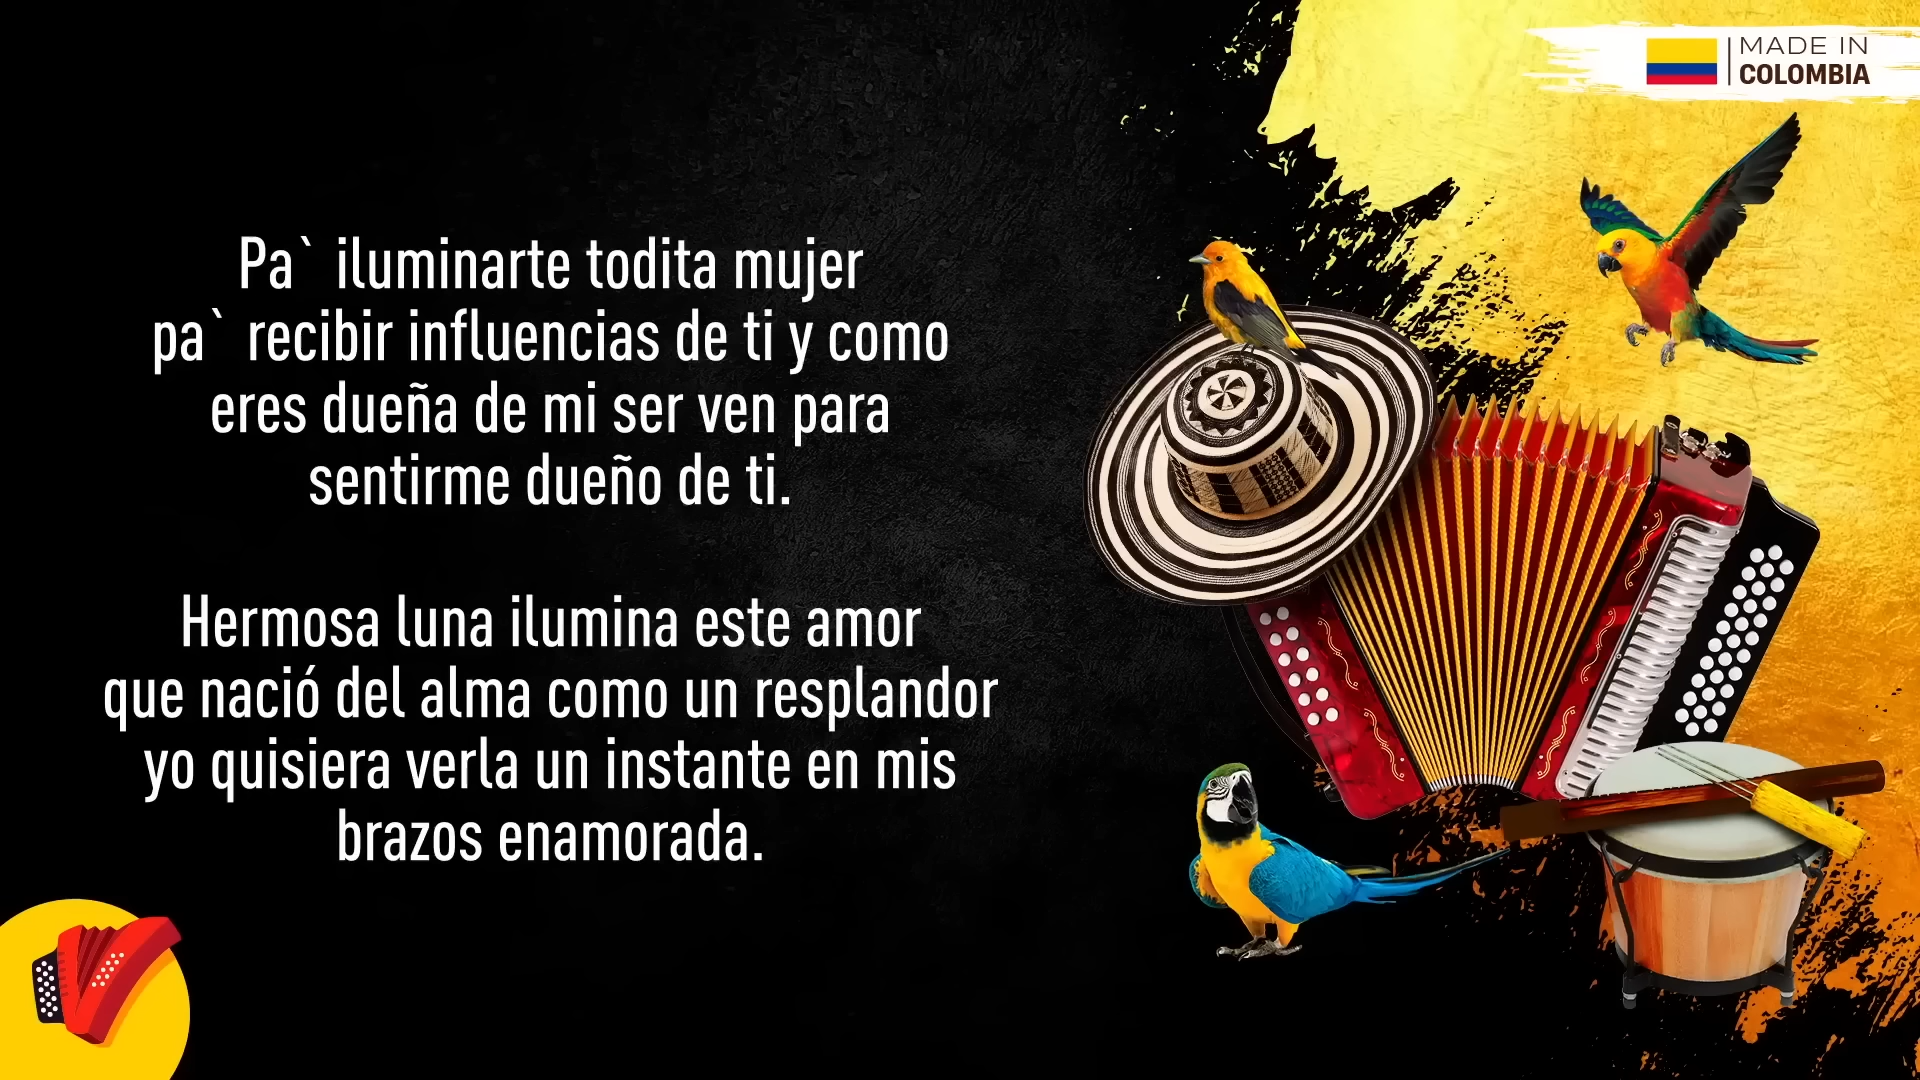 MADE IN
COLOMBIA
Pa` iluminarte todita mujer
pa` recibir influencias de ti y como
eres dueña de mi ser ven para
sentirme dueño de ti.
Hermosa luna ilumina este amor
que nació del alma como un resplandor
yo quisiera verla un instante en mis
brazos enamorada.